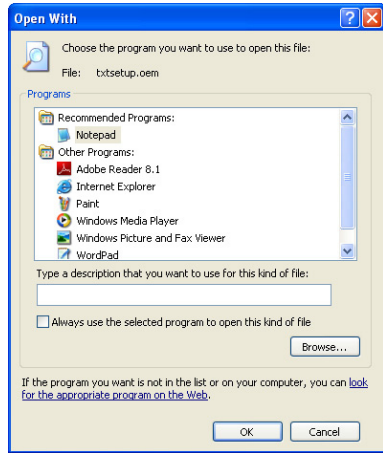 Open With
Choose the program you want to use to open this file:
File: txtsetup.oem
Programs
Recommended Programs:
Notepad
Other Programs:
Adobe Reader 8.1
Internet Explorer
Paint
Windows Media Player
Windows Picture and Fax Viewer
WordPad
Type a description that you want to use for this kind of file:
Always use the selected program to open this kind of file
Browse...
If the program you want is not in the list or on your computer, you can look
for the appropriate program on the Web.
OK Cancel